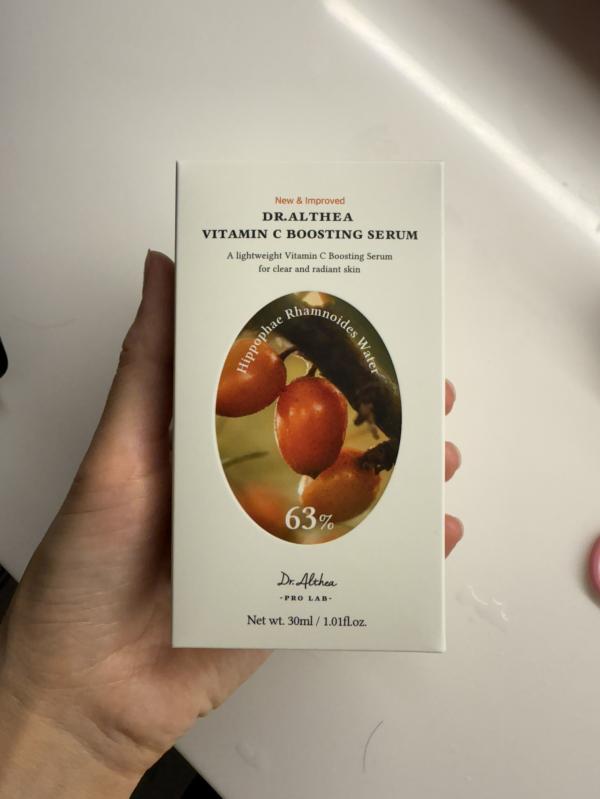 New & Improved
DR.ALTHEA
VITAMIN C BOOSTING SERUM
A lightweight Vitamin C Boosting Serum
for clear and radiant skin
Hippophae Rhamnoides Water
63%
Dr.Althea
-PRO LAB-
Net wt. 30ml / 1.01fl.oz.